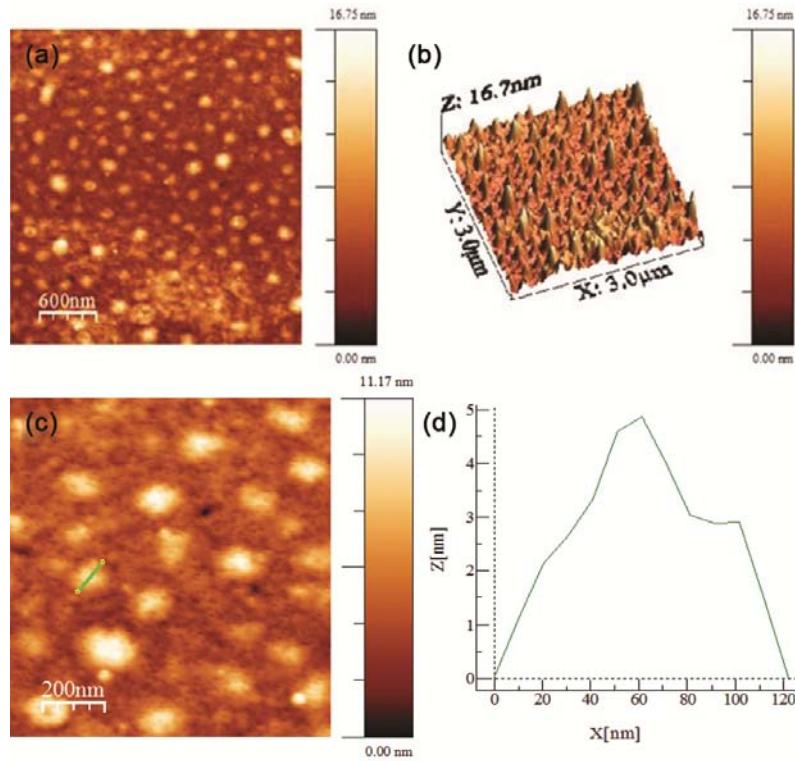 (a)
16.75 nm
600nm
0.00 nm
(b)
16.75 nm
Z: 16.7nm
Y: 3.0µm
X: 3.0µm
0.00 nm
(c)
11.17 nm
200nm
0.00 nm
(d)
5
4
3
2
1
0
Z[nm]
0 20 40 60 80 100 120
X[nm]